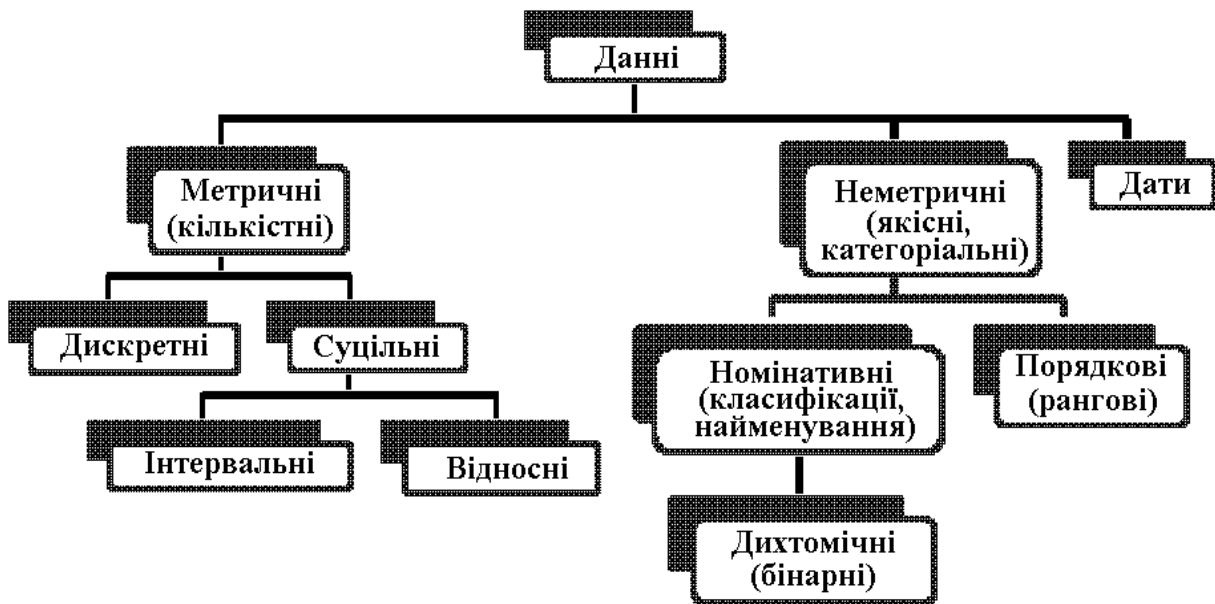 Данні
Метричні
(кількістні)
Неметричні
(якісні,
категоріальні)
Дати
Дискретні
Суцільні
Номінативні
(класифікації,
найменування)
Порядкові
(рангові)
Інтервальні
Відносні
Дихтомічні
(бінарні)